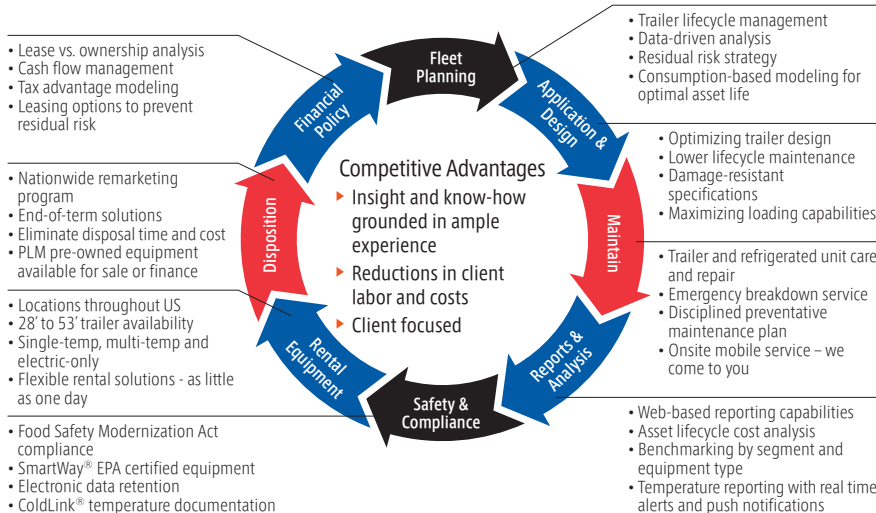 Fleet
Planning
• Trailer lifecycle management
• Data-driven analysis
• Residual risk strategy
• Consumption-based modeling for
optimal asset life
Application &
Design
• Optimizing trailer design
• Lower lifecycle maintenance
• Damage-resistant
specifications
• Maximizing loading capabilities
Maintain
• Trailer and refrigerated unit care
and repair
• Emergency breakdown service
• Disciplined preventative
maintenance plan
• Onsite mobile service – we
come to you
Reports &
Analysis
• Web-based reporting capabilities
• Asset lifecycle cost analysis
• Benchmarking by segment and
equipment type
• Temperature reporting with real time
alerts and push notifications
Safety &
Compliance
• Food Safety Modernization Act
compliance
• SmartWay® EPA certified equipment
• Electronic data retention
• ColdLink® temperature documentation
Rental
Equipment
• Locations throughout US
• 28’ to 53’ trailer availability
• Single-temp, multi-temp and
electric-only
• Flexible rental solutions - as little
as one day
Disposition
• Nationwide remarketing
program
• End-of-term solutions
• Eliminate disposal time and cost
• PLM pre-owned equipment
available for sale or finance
Financial
Policy
• Lease vs. ownership analysis
• Cash flow management
• Tax advantage modeling
• Leasing options to prevent
residual risk
Competitive Advantages
▶ Insight and know-how
grounded in ample
experience
▶ Reductions in client
labor and costs
▶ Client focused